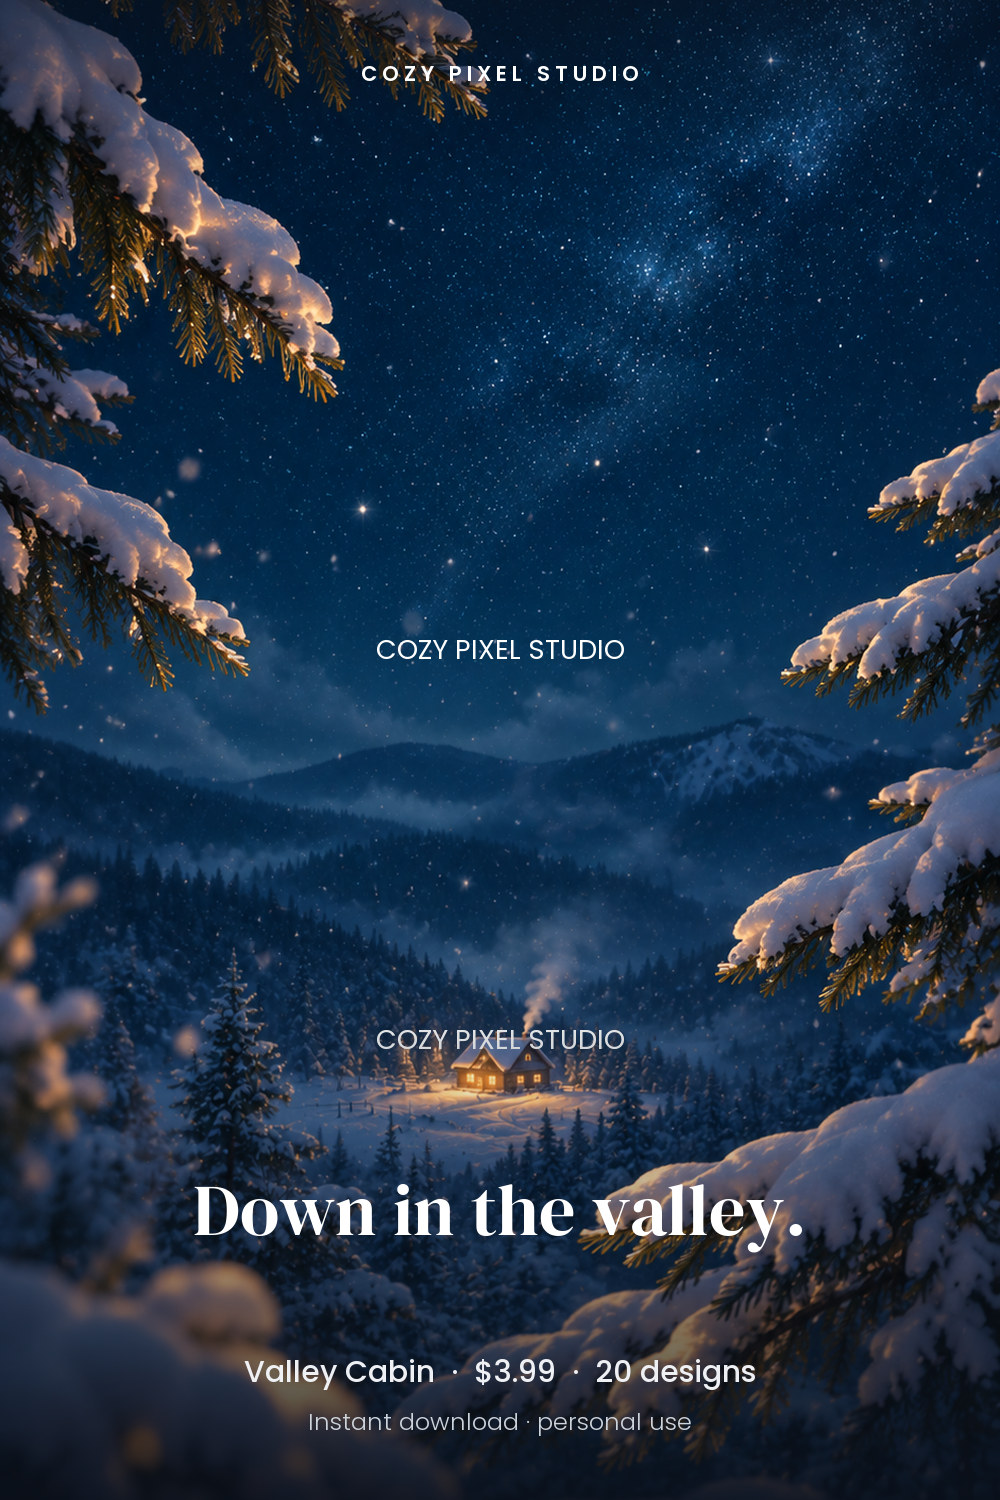 COZY PIXEL STUDIO
COZY PIXEL STUDIO
COZY PIXEL STUDIO
Down in the valley.
Valley Cabin · $3.99 · 20 designs
Instant download · personal use